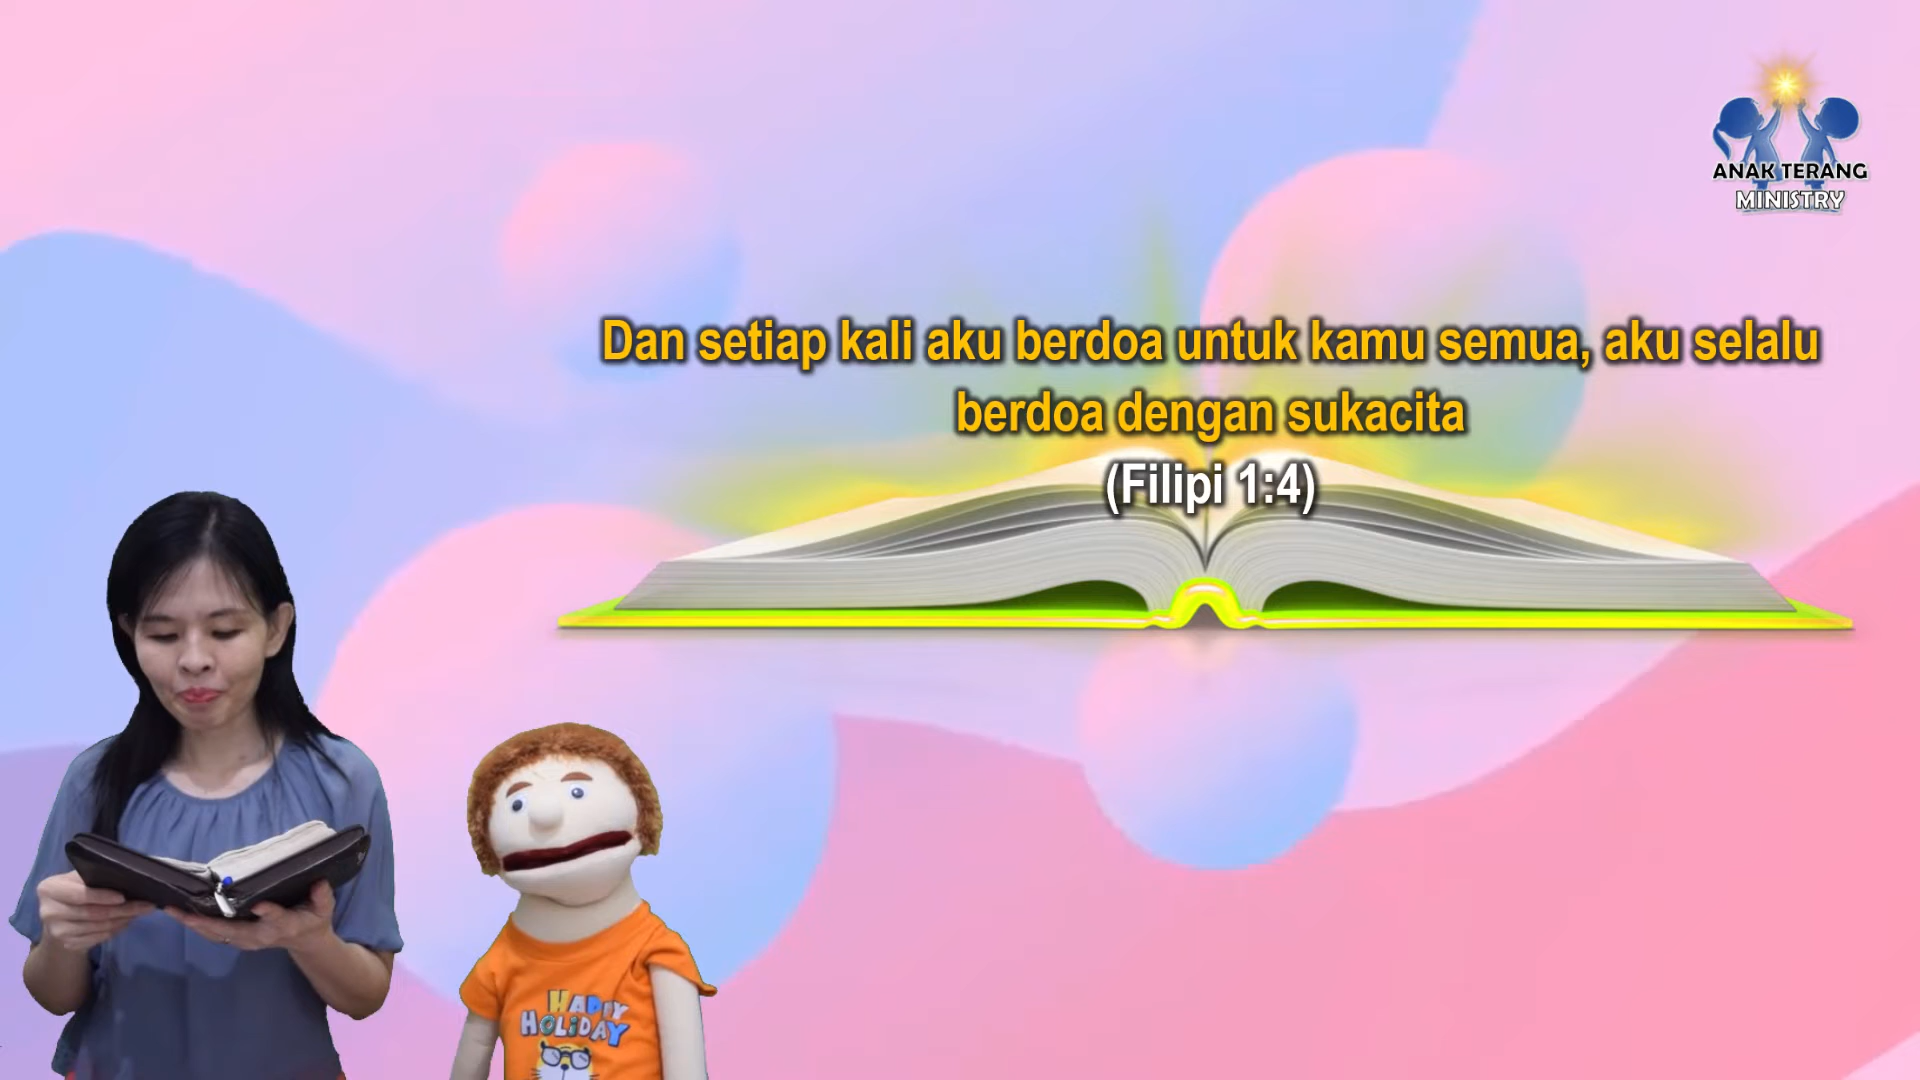 ANAK TERANG
MINISTRY
Dan setiap kali aku berdoa untuk kamu semua, aku selalu
berdoa dengan sukacita
(Filipi 1:4)
HAPPY
HOLiDAY